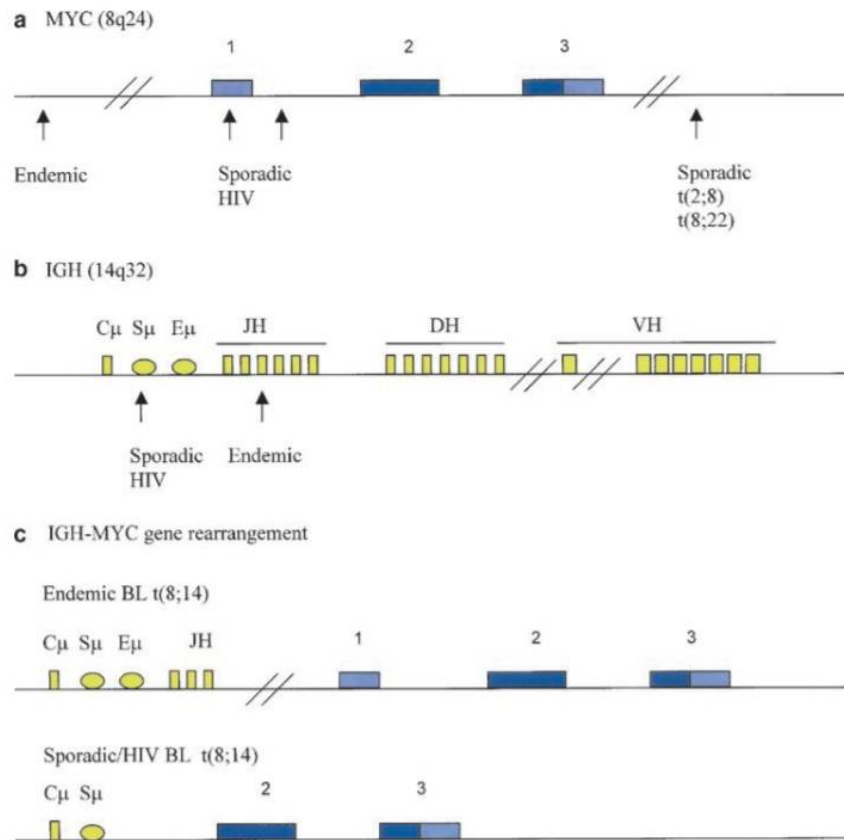 a MYC (8q24)
1 2 3
Endemic
Sporadic
HIV
Sporadic
t(2;8)
t(8;22)
b IGH (14q32)
Cμ Sμ Eμ JH DH VH
Sporadic
HIV
Endemic
c IGH-MYC gene rearrangement
Endemic BL t(8;14)
Cμ Sμ Eμ JH 1 2 3
Sporadic/HIV BL t(8;14)
Cμ Sμ 2 3